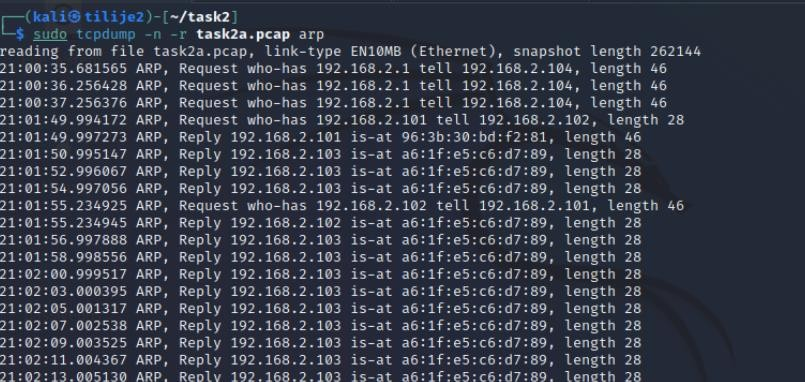 (kali㉿tilije2)-[~/task2]
$ sudo tcpdump -n -r task2a.pcap arp
reading from file task2a.pcap, link-type EN10MB (Ethernet), snapshot length 262144
21:00:35.681565 ARP, Request who-has 192.168.2.1 tell 192.168.2.104, length 46
21:00:36.256428 ARP, Request who-has 192.168.2.1 tell 192.168.2.104, length 46
21:00:37.256376 ARP, Request who-has 192.168.2.1 tell 192.168.2.104, length 46
21:01:49.994172 ARP, Request who-has 192.168.2.101 tell 192.168.2.102, length 28
21:01:49.997273 ARP, Reply 192.168.2.101 is-at 96:3b:30:bd:f2:81, length 46
21:01:50.995147 ARP, Reply 192.168.2.103 is-at a6:1f:e5:c6:d7:89, length 28
21:01:52.996067 ARP, Reply 192.168.2.103 is-at a6:1f:e5:c6:d7:89, length 28
21:01:54.997056 ARP, Reply 192.168.2.103 is-at a6:1f:e5:c6:d7:89, length 28
21:01:55.234925 ARP, Request who-has 192.168.2.102 tell 192.168.2.101, length 46
21:01:55.234945 ARP, Reply 192.168.2.102 is-at a6:1f:e5:c6:d7:89, length 28
21:01:56.997888 ARP, Reply 192.168.2.103 is-at a6:1f:e5:c6:d7:89, length 28
21:01:58.998556 ARP, Reply 192.168.2.103 is-at a6:1f:e5:c6:d7:89, length 28
21:02:00.999517 ARP, Reply 192.168.2.103 is-at a6:1f:e5:c6:d7:89, length 28
21:02:03.000395 ARP, Reply 192.168.2.103 is-at a6:1f:e5:c6:d7:89, length 28
21:02:05.001317 ARP, Reply 192.168.2.103 is-at a6:1f:e5:c6:d7:89, length 28
21:02:07.002538 ARP, Reply 192.168.2.103 is-at a6:1f:e5:c6:d7:89, length 28
21:02:09.003525 ARP, Reply 192.168.2.103 is-at a6:1f:e5:c6:d7:89, length 28
21:02:11.004367 ARP, Reply 192.168.2.103 is-at a6:1f:e5:c6:d7:89, length 28
21:02:13.005130 ARP, Reply 192.168.2.103 is-at a6:1f:e5:c6:d7:89, length 28